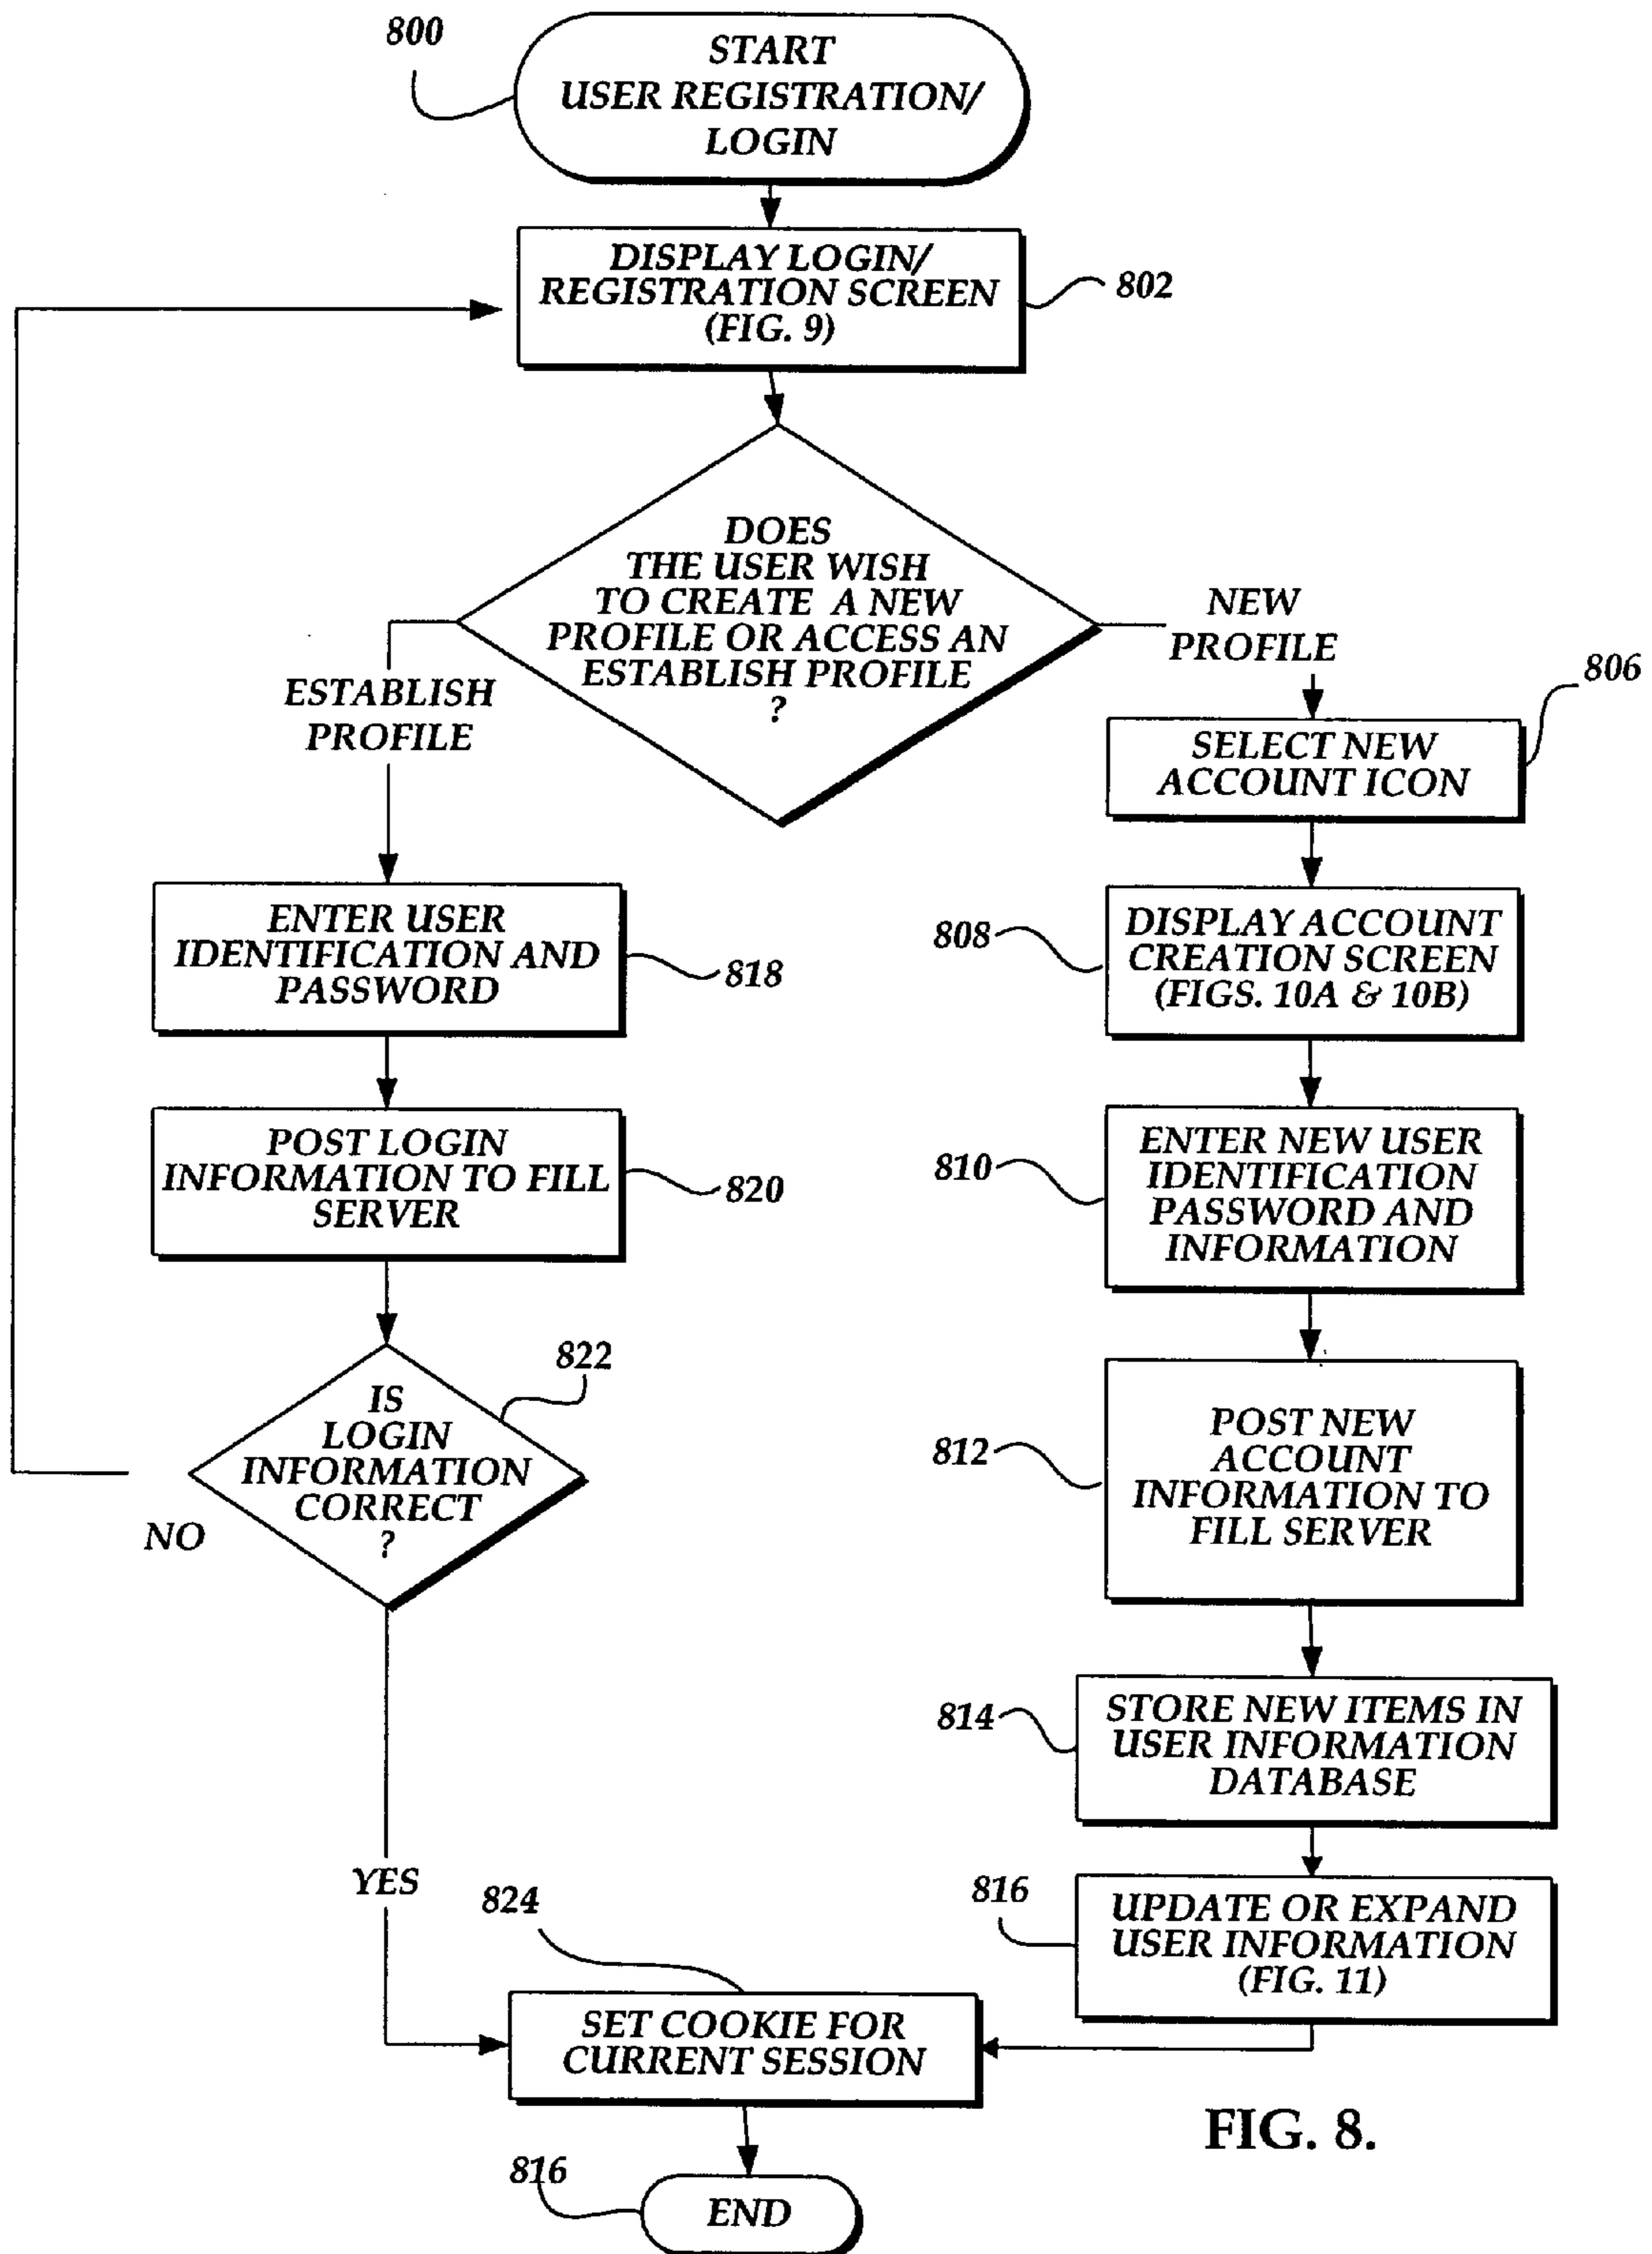 800
START
USER REGISTRATION/
LOGIN
DISPLAY LOGIN/
REGISTRATION SCREEN
(FIG. 9)
802
DOES
THE USER WISH
TO CREATE A NEW
PROFILE OR ACCESS AN
ESTABLISH PROFILE
?
ESTABLISH
PROFILE
NEW
PROFILE
806
SELECT NEW
ACCOUNT ICON
ENTER USER
IDENTIFICATION AND
PASSWORD
818
808
DISPLAY ACCOUNT
CREATION SCREEN
(FIGS. 10A & 10B)
POST LOGIN
INFORMATION TO FILL
SERVER
820
810
ENTER NEW USER
IDENTIFICATION
PASSWORD AND
INFORMATION
822
IS
LOGIN
INFORMATION
CORRECT
?
NO
812
POST NEW
ACCOUNT
INFORMATION TO
FILL SERVER
814
STORE NEW ITEMS IN
USER INFORMATION
DATABASE
YES
816
UPDATE OR EXPAND
USER INFORMATION
(FIG. 11)
824
SET COOKIE FOR
CURRENT SESSION
FIG. 8.
816
END